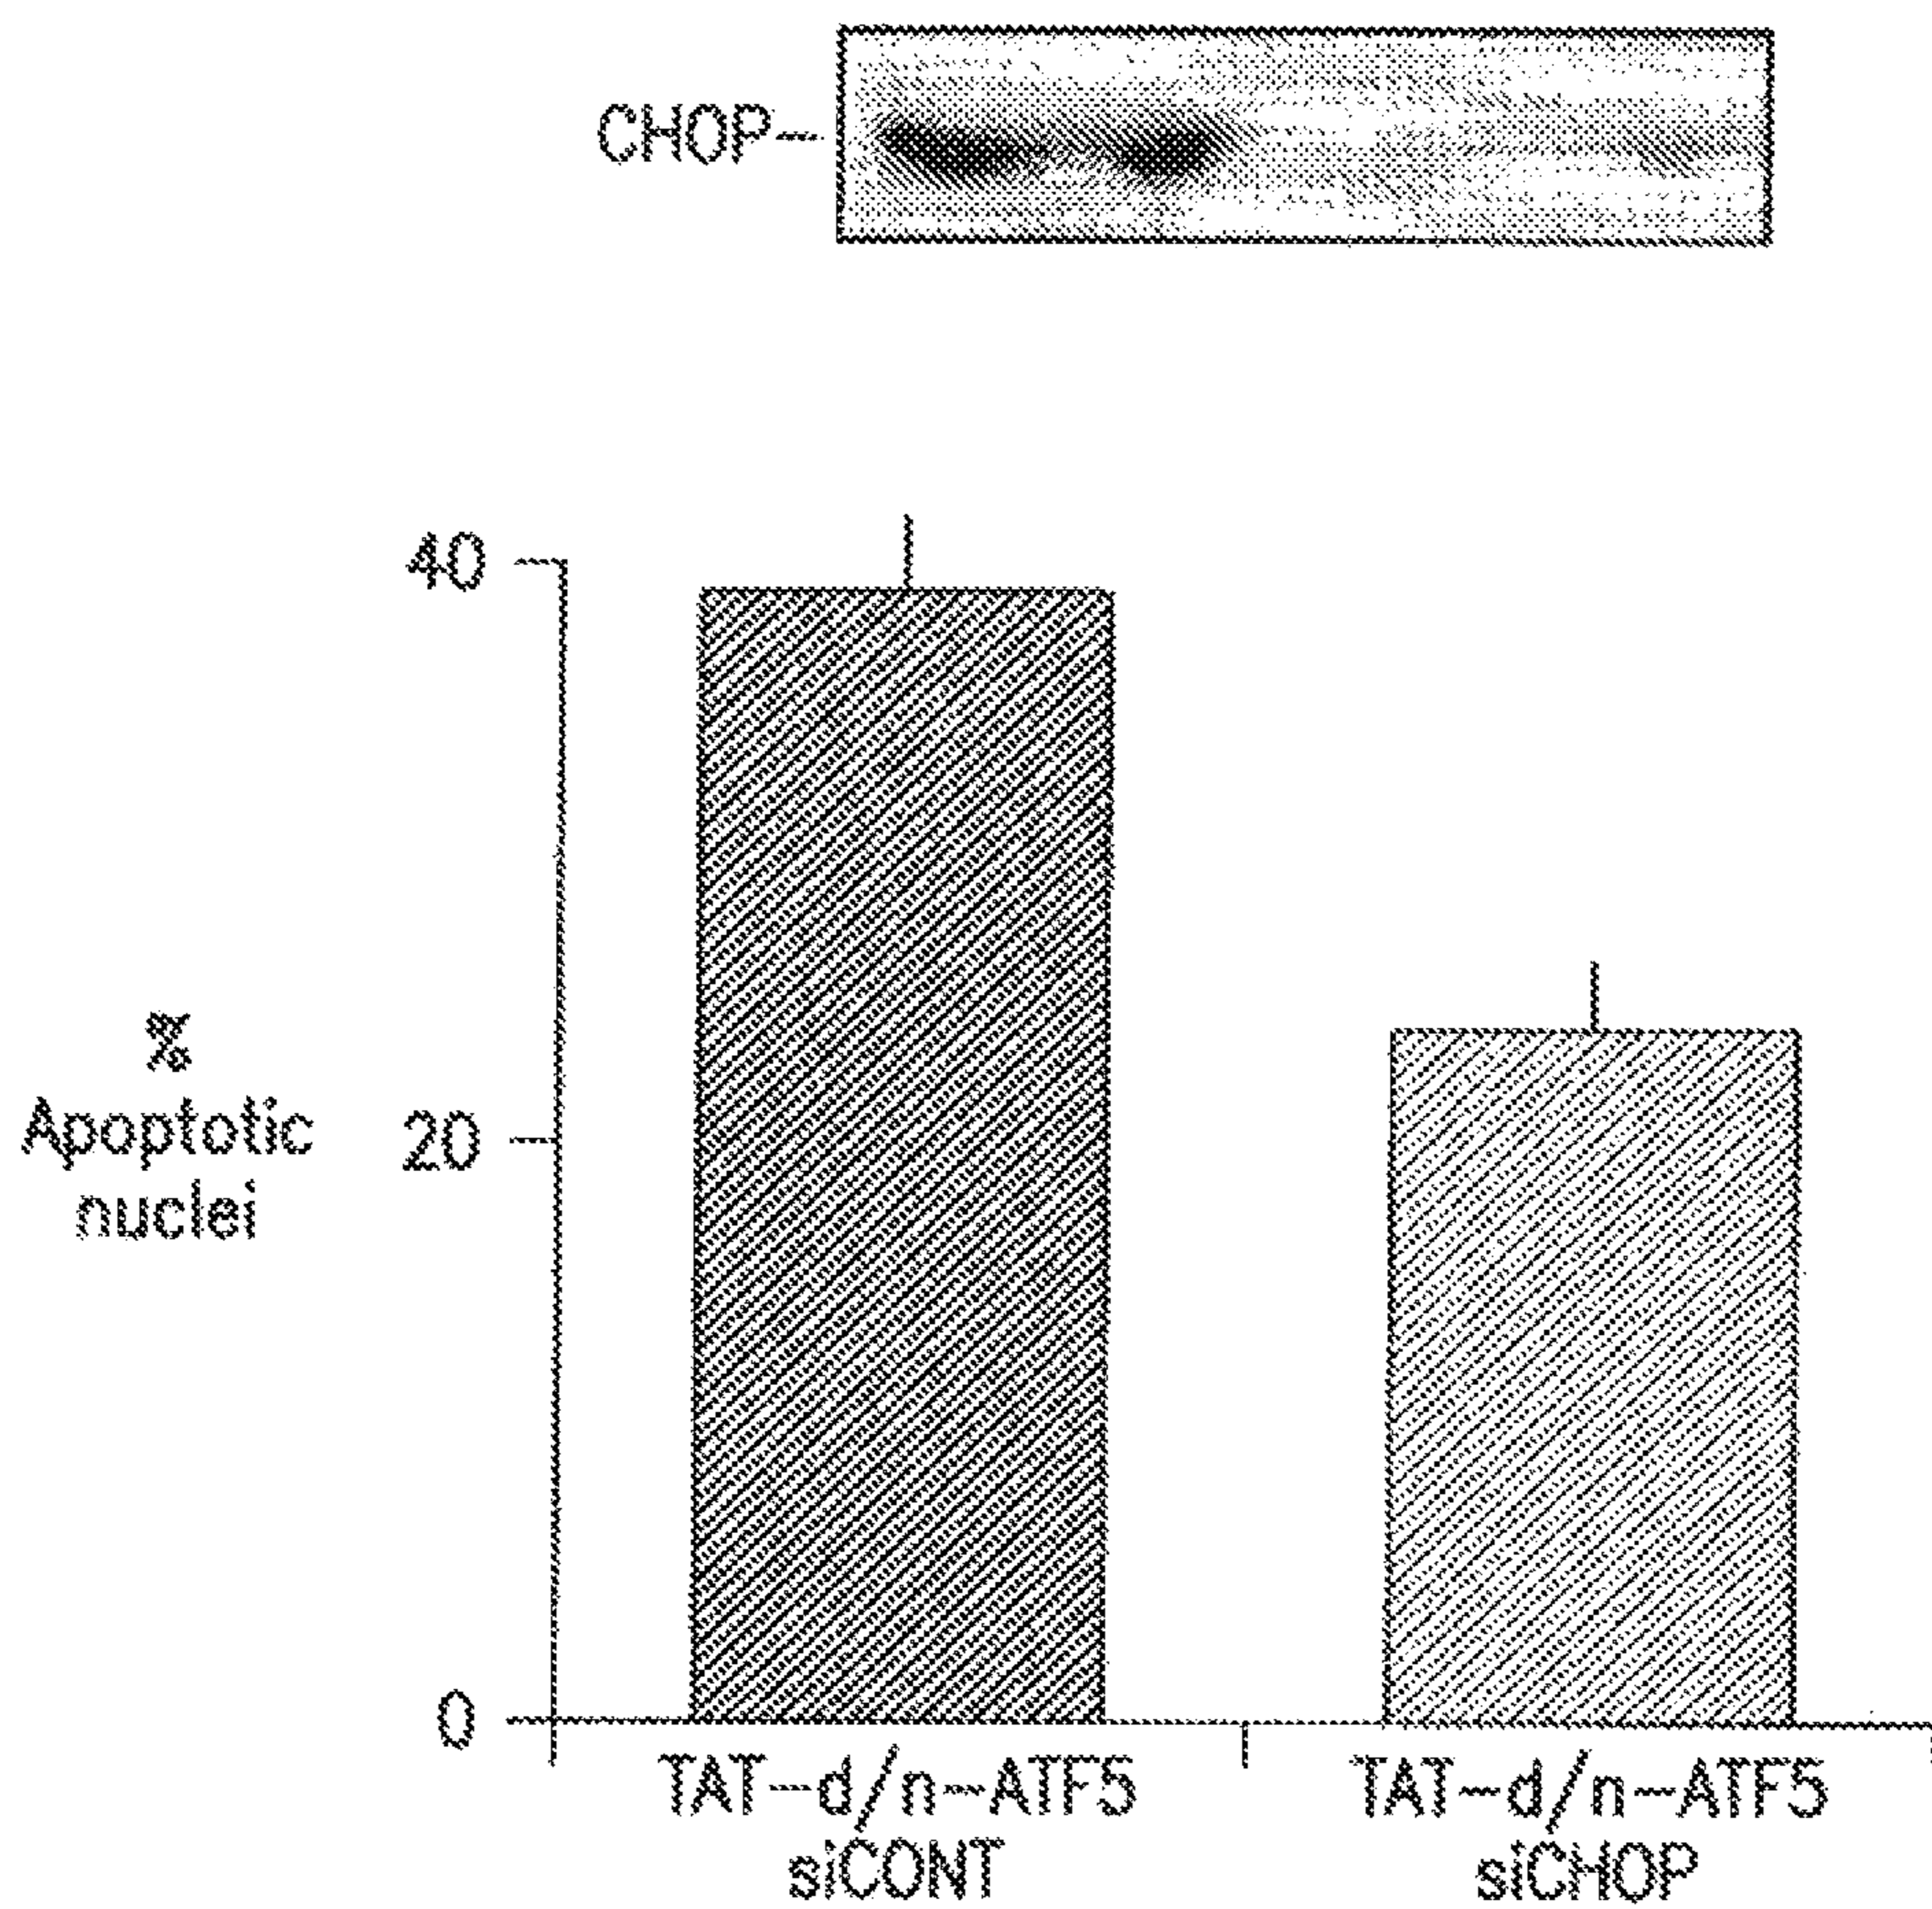 CHOP-
40
%
Apoptotic
nuclei
20
0
TAT-d/n-ATF5
siCONT
TAT-d/n-ATF5
siCHOP